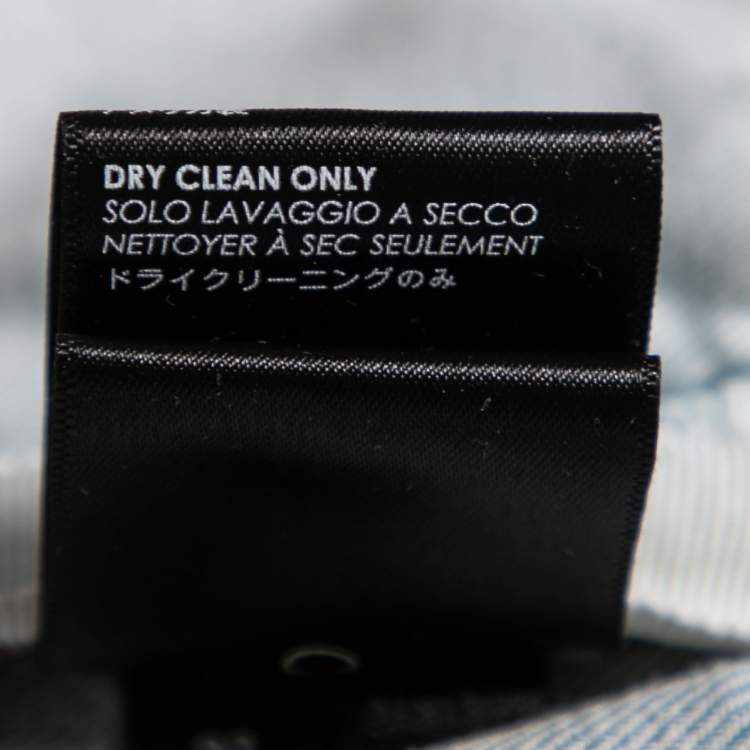 DRY CLEAN ONLY
SOLO LAVAGGIO A SECCO
NETTOYER À SEC SEULEMENT
ドライクリーニングのみ